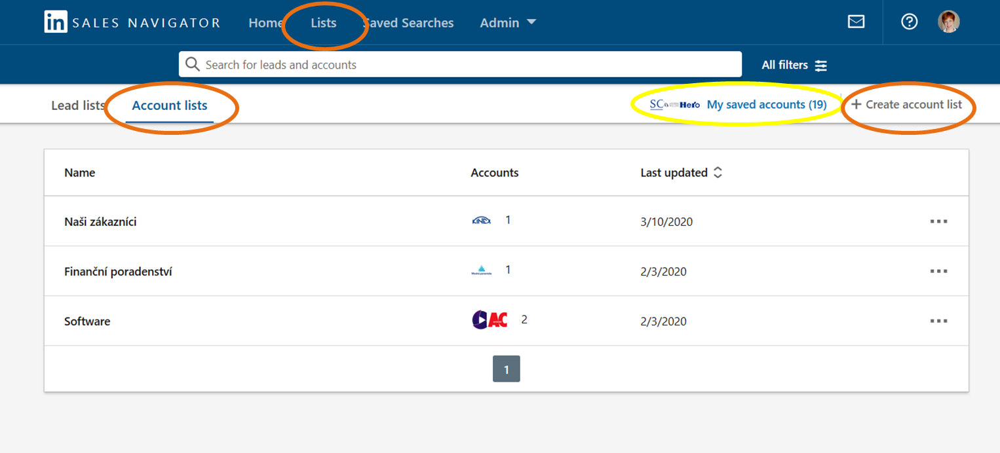 in SALES NAVIGATOR Home Lists Saved Searches Admin
Search for leads and accounts All filters
Lead lists Account lists SC Hero My saved accounts (19) + Create account list
Name Accounts Last updated
Naši zákazníci KINEX 1 3/10/2020
Finanční poradenství 1 2/3/2020
Software AC 2 2/3/2020
1